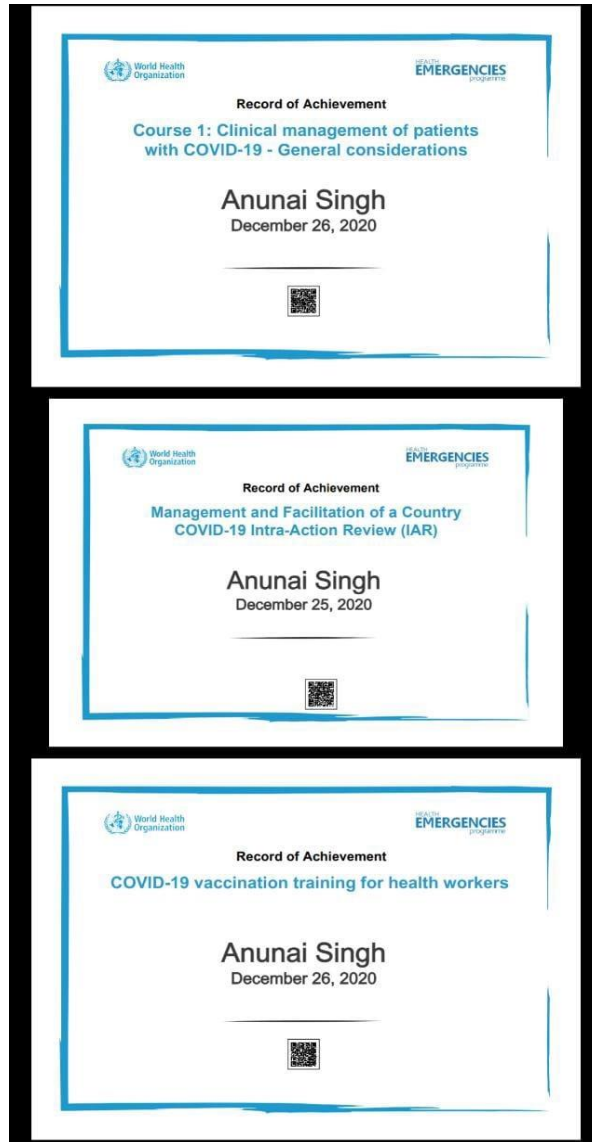 World Health
Organization
HEALTH
EMERGENCIES
programme
Record of Achievement
Course 1: Clinical management of patients
with COVID-19 - General considerations
Anunai Singh
December 26, 2020
World Health
Organization
HEALTH
EMERGENCIES
programme
Record of Achievement
Management and Facilitation of a Country
COVID-19 Intra-Action Review (IAR)
Anunai Singh
December 25, 2020
World Health
Organization
HEALTH
EMERGENCIES
programme
Record of Achievement
COVID-19 vaccination training for health workers
Anunai Singh
December 26, 2020